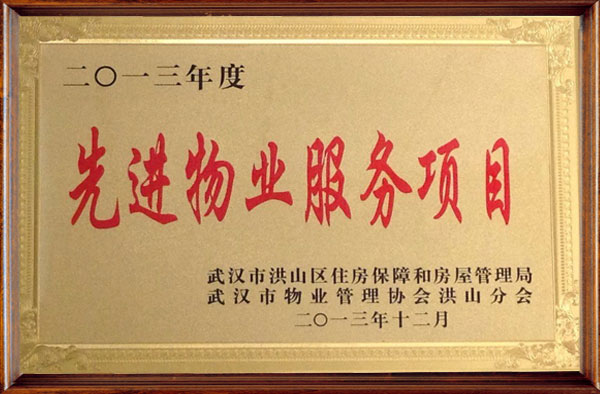 二〇一三年度
先进物业服务项目
武汉市洪山区住房保障和房屋管理局
武汉市物业管理协会洪山分会
二〇一三年十二月